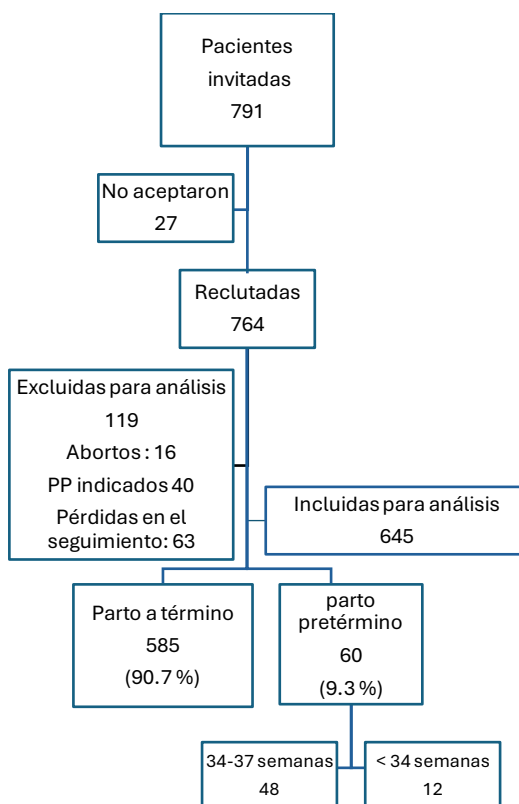 Pacientes
invitadas
791
No aceptaron
27
Reclutadas
764
Excluidas para análisis
119
Abortos : 16
PP indicados 40
Pérdidas en el
seguimiento: 63
Incluidas para análisis
645
Parto a término
585
(90.7 %)
parto
pretérmino
60
(9.3 %)
34-37 semanas
48
< 34 semanas
12